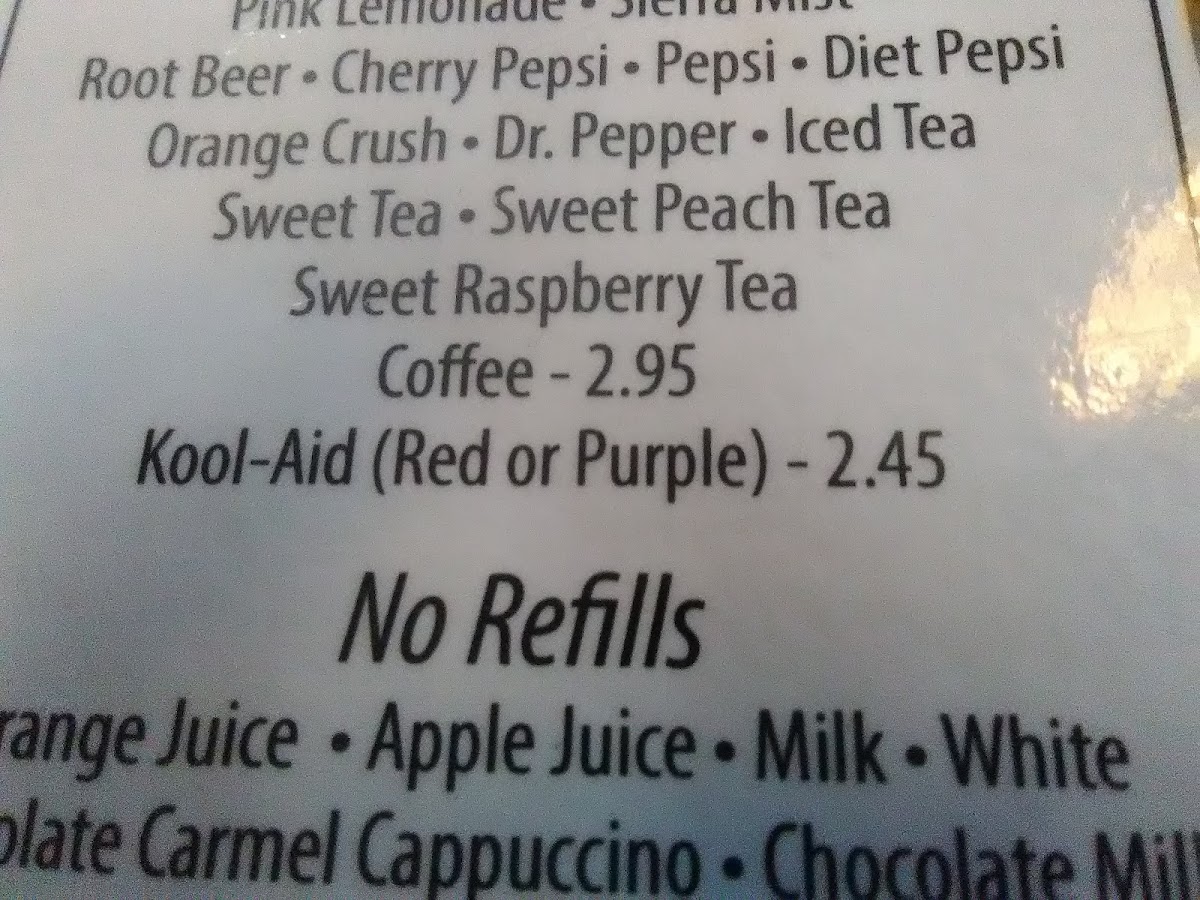 Pink Lemonade • Sierra Mist
Root Beer • Cherry Pepsi • Pepsi • Diet Pepsi
Orange Crush • Dr. Pepper • Iced Tea
Sweet Tea • Sweet Peach Tea
Sweet Raspberry Tea
Coffee - 2.95
Kool-Aid (Red or Purple) - 2.45
No Refills
range Juice • Apple Juice • Milk • White
olate Carmel Cappuccino • Chocolate Mil